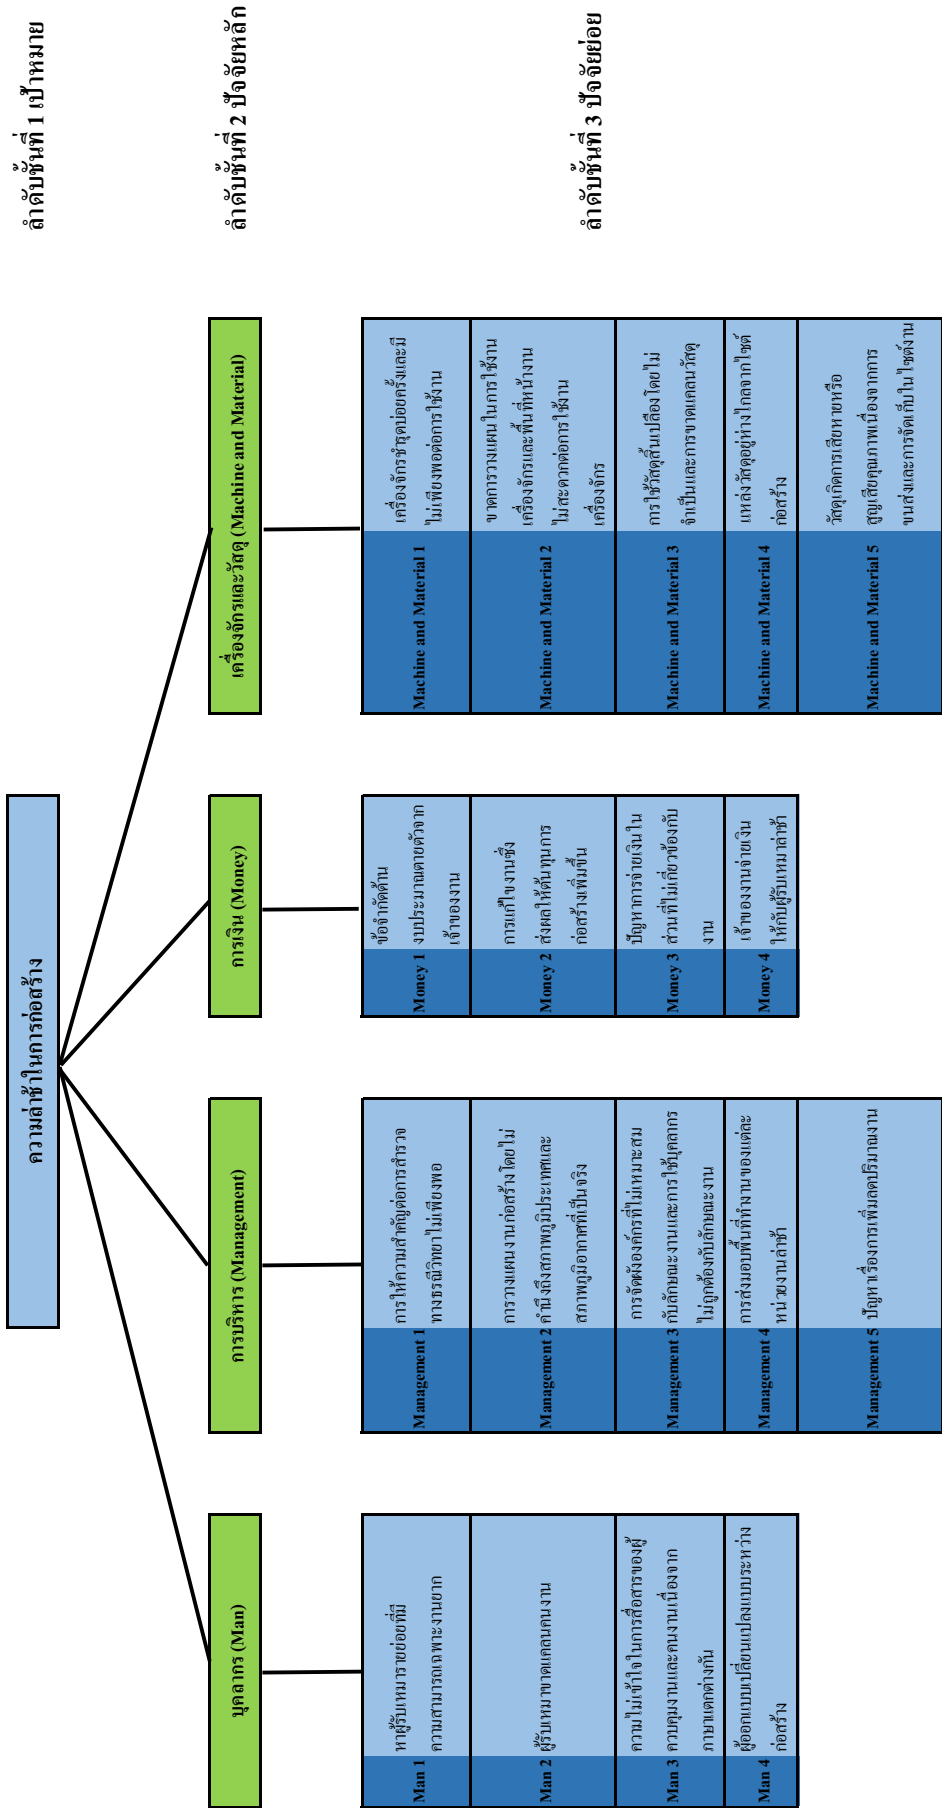 ลำดับชั้นที่ 1 เป้าหมาย
ความล่าช้าในการก่อสร้าง
ลำดับชั้นที่ 2 ปัจจัยหลัก
บุคลากร (Man)
การบริหาร (Management)
การเงิน (Money)
เครื่องจักรและวัสดุ (Machine and Material)
ลำดับชั้นที่ 3 ปัจจัยย่อย
Man 1
หาผู้รับเหมารายย่อยที่มี
ความสามารถเฉพาะงานยาก
Man 2
ผู้รับเหมาขาดแคลนคนงาน
Man 3
ความไม่เข้าใจในการสื่อสารของผู้
ควบคุมงานและคนงานเนื่องจาก
ภาษาแตกต่างกัน
Man 4
ผู้ออกแบบเปลี่ยนแปลงแบบระหว่าง
ก่อสร้าง
Management 1
การให้ความสำคัญต่อการสำรวจ
ทางธรณีวิทยาไม่เพียงพอ
Management 2
การวางแผนงานก่อสร้างโดยไม่
คำนึงถึงสภาพภูมิประเทศและ
สภาพภูมิอากาศที่เป็นจริง
Management 3
การจัดผังองค์กรที่ไม่เหมาะสม
กับลักษณะงานและการใช้บุคลากร
ไม่ถูกต้องกับลักษณะงาน
Management 4
การส่งมอบพื้นที่ทำงานของแต่ละ
หน่วยงานล่าช้า
Management 5
ปัญหาเรื่องการเพิ่มลดปริมาณงาน
Money 1
ข้อจำกัดด้าน
งบประมาณตายตัวจาก
เจ้าของงาน
Money 2
การแก้ไขงานซึ่ง
ส่งผลให้ต้นทุนการ
ก่อสร้างเพิ่มขึ้น
Money 3
ปัญหาการจ่ายเงินใน
ส่วนที่ไม่เกี่ยวข้องกับ
งาน
Money 4
เจ้าของงานจ่ายเงิน
ให้กับผู้รับเหมาล่าช้า
Machine and Material 1
เครื่องจักรชำรุดบ่อยครั้งและมี
ไม่เพียงพอต่อการใช้งาน
Machine and Material 2
ขาดการวางแผนในการใช้งาน
เครื่องจักรและพื้นที่หน้างาน
ไม่สะดวกต่อการใช้งาน
เครื่องจักร
Machine and Material 3
การใช้วัสดุสิ้นเปลืองโดยไม่
จำเป็นและการขาดแคลนวัสดุ
Machine and Material 4
แหล่งวัสดุอยู่ห่างไกลจากไซต์
ก่อสร้าง
Machine and Material 5
วัสดุเกิดการเสียหายหรือ
สูญเสียคุณภาพเนื่องจากการ
ขนส่งและการจัดเก็บในไซต์งาน